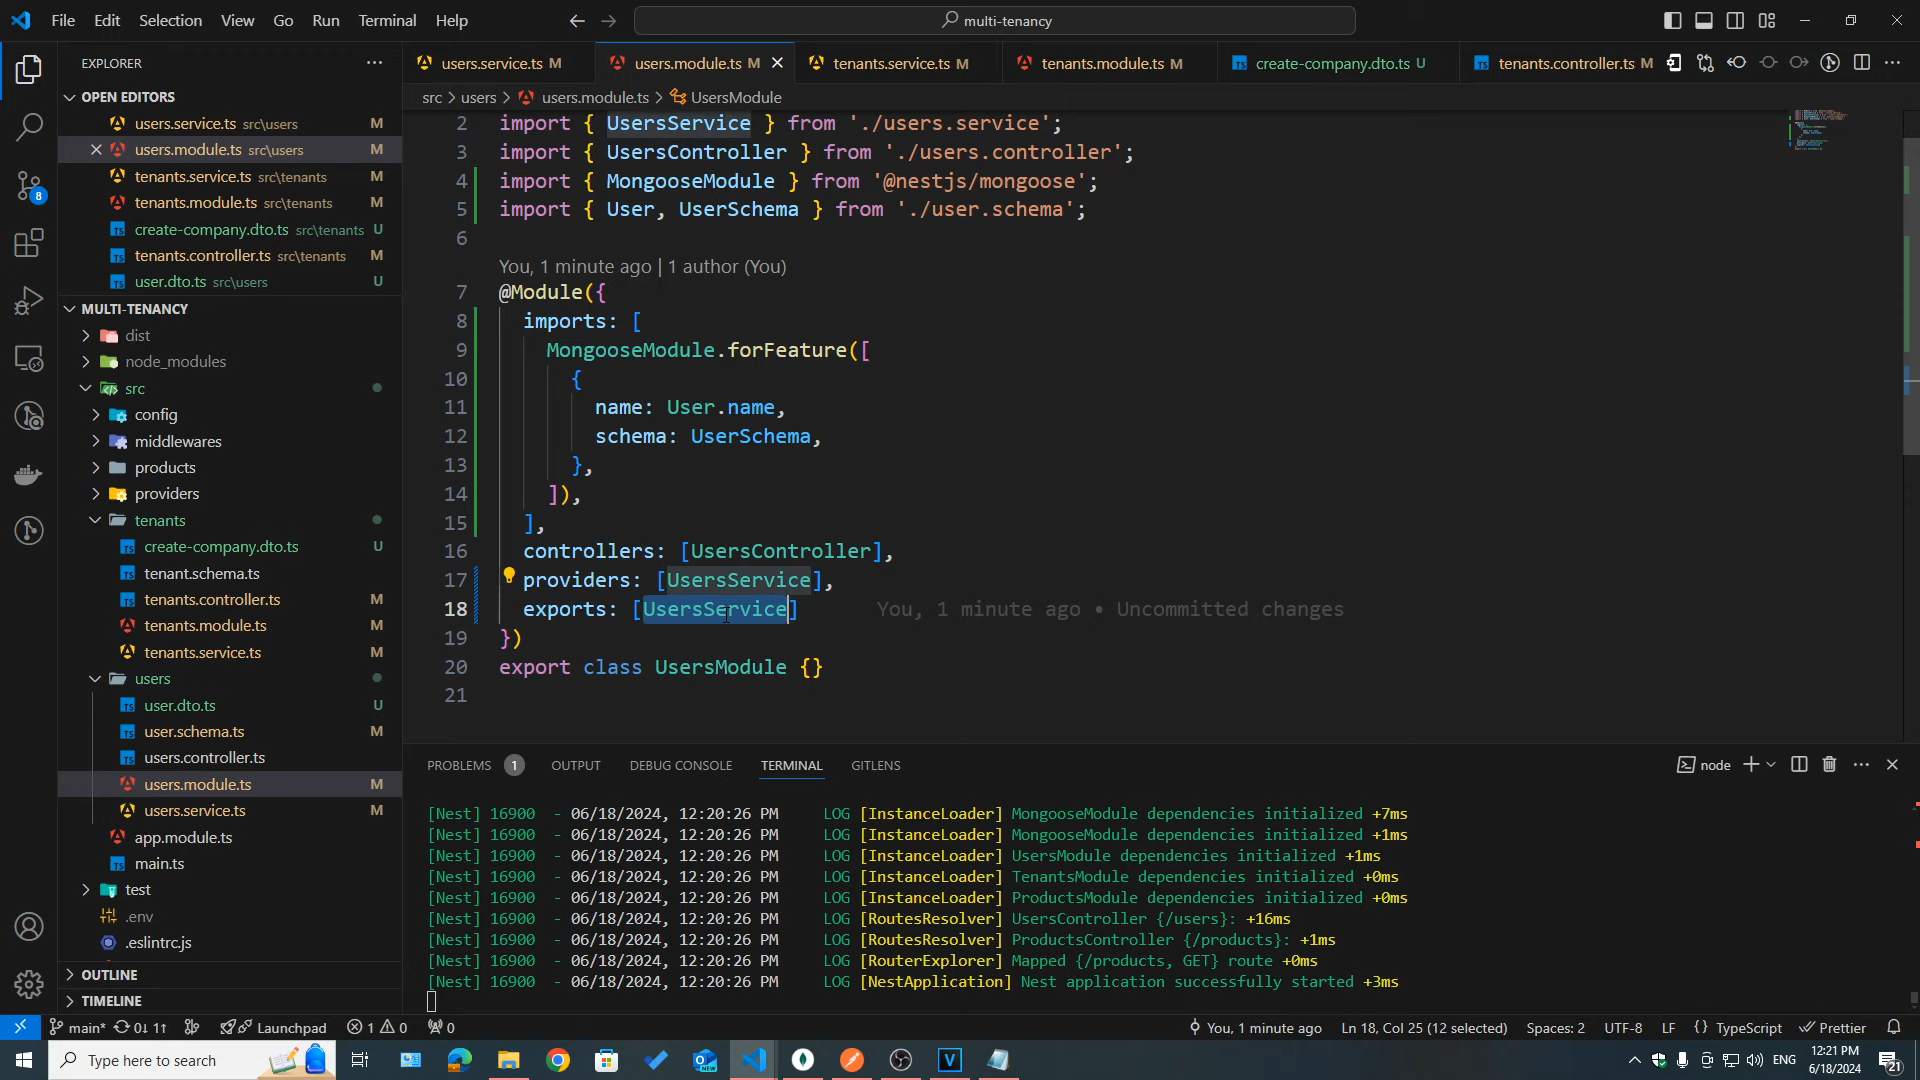 File Edit Selection View Go Run Terminal Help
multi-tenancy
EXPLORER
OPEN EDITORS
users.service.ts src\users M
users.module.ts src\users M
tenants.service.ts src\tenants M
tenants.module.ts src\tenants M
create-company.dto.ts src\tenants U
tenants.controller.ts src\tenants M
user.dto.ts src\users U
MULTI-TENANCY
dist
node_modules
src
config
middlewares
products
providers
tenants
create-company.dto.ts U
tenant.schema.ts
tenants.controller.ts M
tenants.module.ts M
tenants.service.ts M
users
user.dto.ts U
user.schema.ts M
users.controller.ts
users.module.ts M
users.service.ts M
app.module.ts
main.ts
test
.env
.eslintrc.js
OUTLINE
TIMELINE
8
users.service.ts M users.module.ts M tenants.service.ts M tenants.module.ts M create-company.dto.ts U tenants.controller.ts M
src > users > users.module.ts > UsersModule
2 import { UsersService } from './users.service';
3 import { UsersController } from './users.controller';
4 import { MongooseModule } from '@nestjs/mongoose';
5 import { User, UserSchema } from './user.schema';
6
You, 1 minute ago | 1 author (You)
7 @Module({
8 imports: [
9 MongooseModule.forFeature([
10 {
11 name: User.name,
12 schema: UserSchema,
13 },
14 ]),
15 ],
16 controllers: [UsersController],
17 providers: [UsersService],
18 exports: [UsersService] You, 1 minute ago • Uncommitted changes
19 })
20 export class UsersModule {}
21
PROBLEMS 1 OUTPUT DEBUG CONSOLE TERMINAL GITLENS
node
[Nest] 16900 - 06/18/2024, 12:20:26 PM LOG [InstanceLoader] MongooseModule dependencies initialized +7ms
[Nest] 16900 - 06/18/2024, 12:20:26 PM LOG [InstanceLoader] MongooseModule dependencies initialized +1ms
[Nest] 16900 - 06/18/2024, 12:20:26 PM LOG [InstanceLoader] UsersModule dependencies initialized +1ms
[Nest] 16900 - 06/18/2024, 12:20:26 PM LOG [InstanceLoader] TenantsModule dependencies initialized +0ms
[Nest] 16900 - 06/18/2024, 12:20:26 PM LOG [InstanceLoader] ProductsModule dependencies initialized +0ms
[Nest] 16900 - 06/18/2024, 12:20:26 PM LOG [RoutesResolver] UsersController {/users}: +16ms
[Nest] 16900 - 06/18/2024, 12:20:26 PM LOG [RoutesResolver] ProductsController {/products}: +1ms
[Nest] 16900 - 06/18/2024, 12:20:26 PM LOG [RouterExplorer] Mapped {/products, GET} route +0ms
[Nest] 16900 - 06/18/2024, 12:20:26 PM LOG [NestApplication] Nest application successfully started +3ms
main* 0↓ 1↑ Launchpad 1 0 0 You, 1 minute ago Ln 18, Col 25 (12 selected) Spaces: 2 UTF-8 LF {} TypeScript Prettier
Type here to search
ENG
12:21 PM
6/18/2024
21